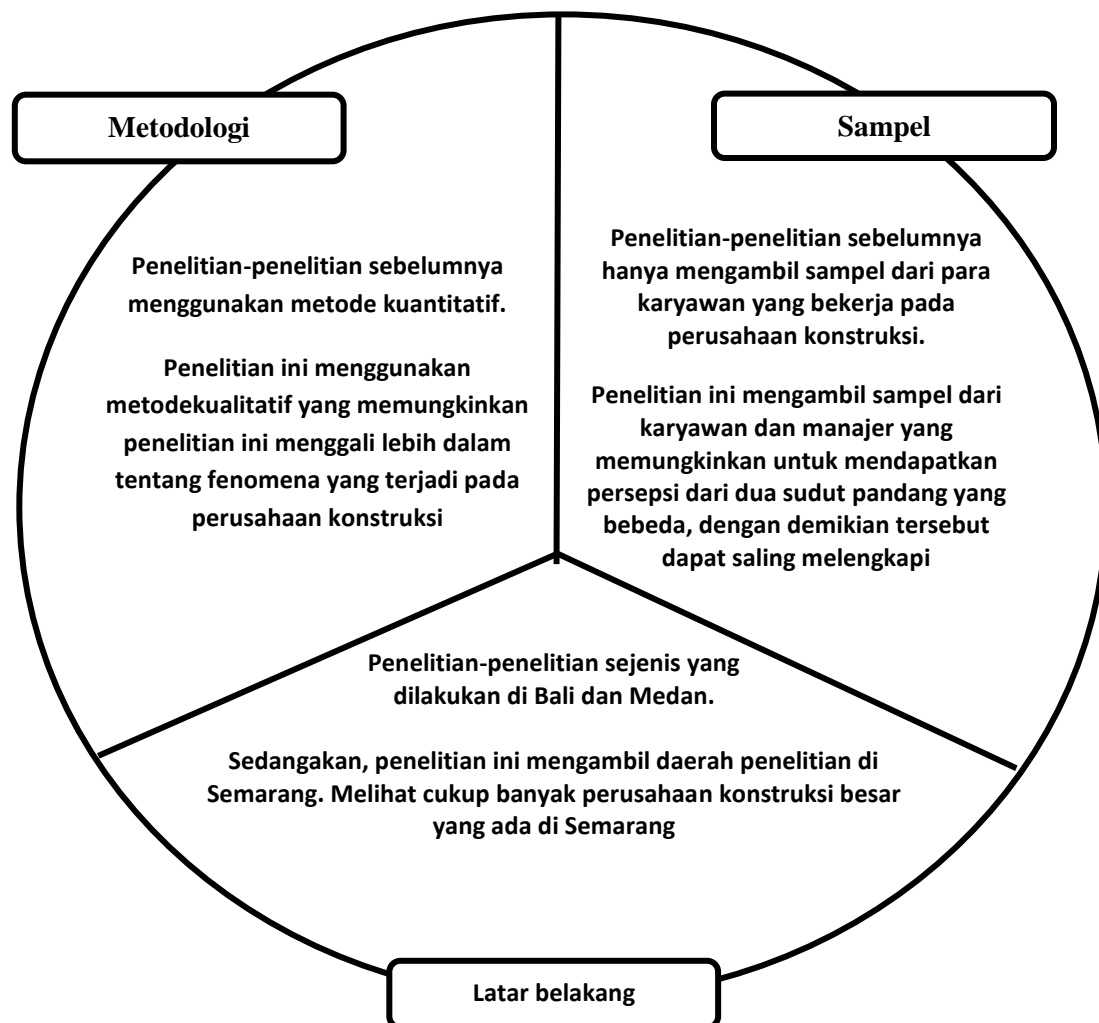 Metodologi
Penelitian-penelitian sebelumnya
menggunakan metode kuantitatif.
Penelitian ini menggunakan
metodekualitatif yang memungkinkan
penelitian ini menggali lebih dalam
tentang fenomena yang terjadi pada
perusahaan konstruksi
Sampel
Penelitian-penelitian sebelumnya
hanya mengambil sampel dari para
karyawan yang bekerja pada
perusahaan konstruksi.
Penelitian ini mengambil sampel dari
karyawan dan manajer yang
memungkinkan untuk mendapatkan
persepsi dari dua sudut pandang yang
bebeda, dengan demikian tersebut
dapat saling melengkapi
Penelitian-penelitian sejenis yang
dilakukan di Bali dan Medan.
Sedangakan, penelitian ini mengambil daerah penelitian di
Semarang. Melihat cukup banyak perusahaan konstruksi besar
yang ada di Semarang
Latar belakang